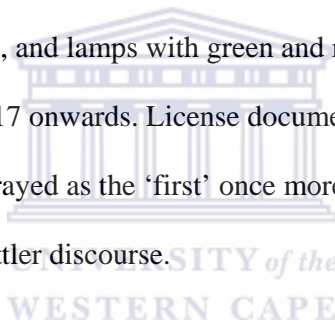 , and lamps with green and
17 onwards. License docume
rayed as the ‘first’ once more
ttler discourse.
UNIVERSITY of the
WESTERN CAPE